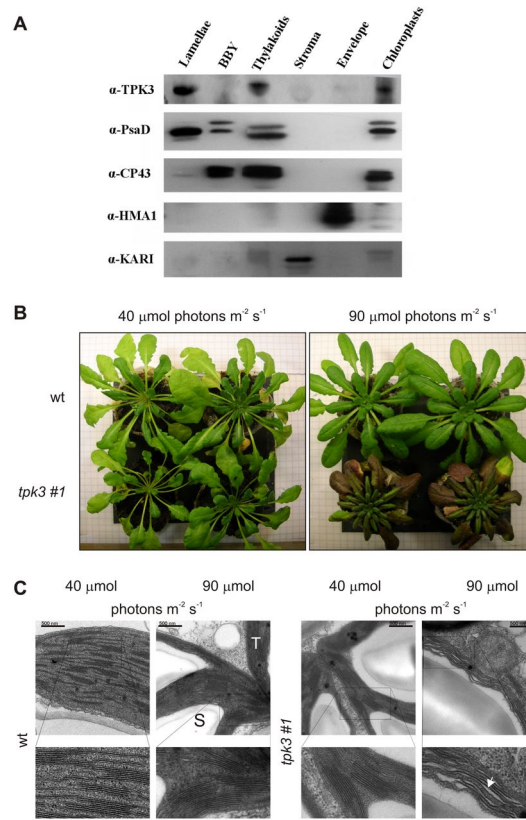 A
Lamellae BBY Thylakoids Stroma Envelope Chloroplasts
α-TPK3
α-PsaD
α-CP43
α-HMA1
α-KARI
B
40 μmol photons m⁻² s⁻¹ 90 μmol photons m⁻² s⁻¹
wt
tpk3 #1
C
40 μmol 90 μmol 40 μmol 90 μmol
photons m⁻² s⁻¹ photons m⁻² s⁻¹
500 nm 500 nm
T
S
wt
tpk3 #1